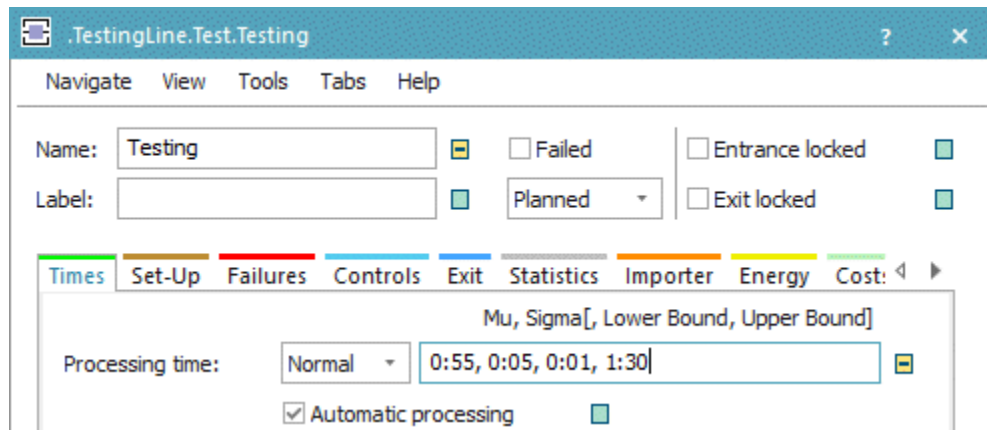 .TestingLine.Test.Testing ? ×
Navigate View Tools Tabs Help
Name: Testing Failed Entrance locked
Label: Planned Exit locked
Times Set-Up Failures Controls Exit Statistics Importer Energy Costs
Mu, Sigma[, Lower Bound, Upper Bound]
Processing time: Normal 0:55, 0:05, 0:01, 1:30
Automatic processing